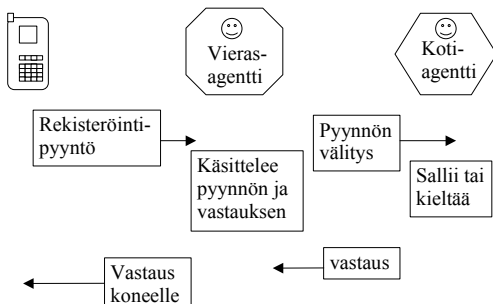 Vieras-
agentti
Koti-
agentti
Rekisteröinti-
pyyntö
Käsittelee
pyynnön ja
vastauksen
Pyynnön
välitys
Sallii tai
kieltää
vastaus
Vastaus
koneelle